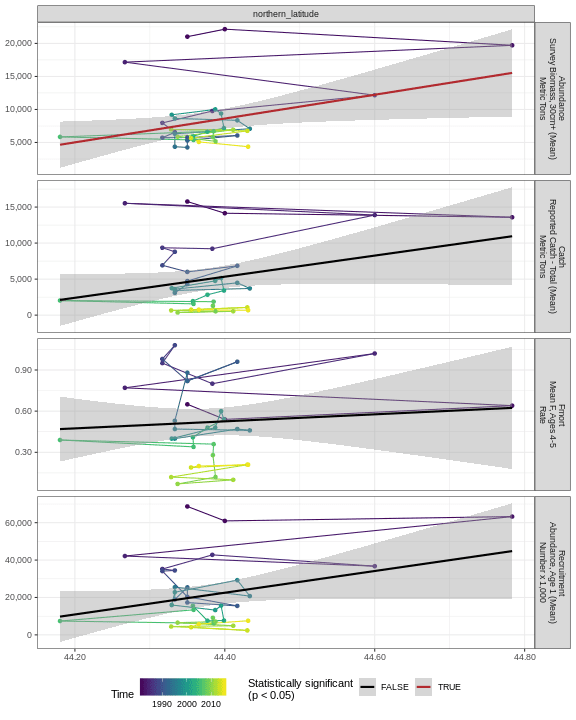 northern_latitude
20,000
15,000
10,000
5,000
Abundance
Survey Biomass, 30cm+ (Mean)
Metric Tons
15,000
10,000
5,000
0
Catch
Reported Catch - Total (Mean)
Metric Tons
0.90
0.60
0.30
Fmort
Mean F, Ages 4-5
Rate
60,000
40,000
20,000
0
Recruitment
Abundance, Age 1 (Mean)
Number x 1,000
44.20
44.40
44.60
44.80
Time
1990
2000
2010
Statistically significant
(p < 0.05)
FALSE
TRUE